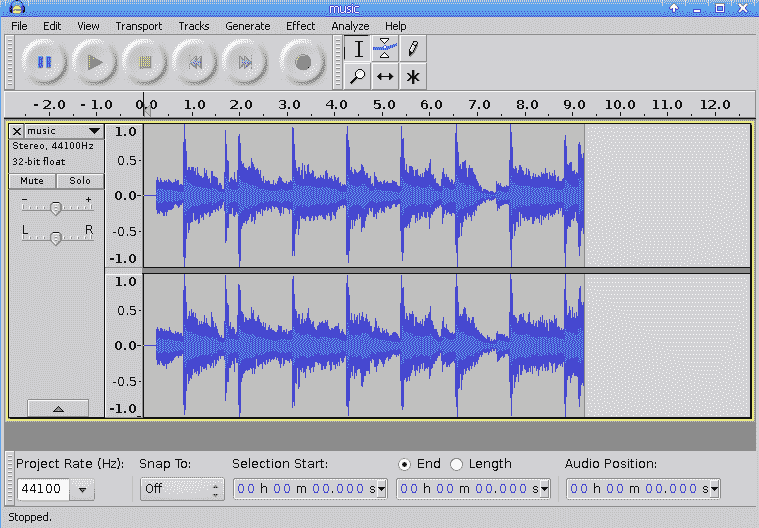 music
File Edit View Transport Tracks Generate Effect Analyze Help
-2.0 -1.0 0.0 1.0 2.0 3.0 4.0 5.0 6.0 7.0 8.0 9.0 10.0 11.0 12.0
music
Stereo, 44100Hz
32-bit float
Mute Solo
- +
L R
1.0
0.5-
0.0-
-0.5-
-1.0
1.0
0.5-
0.0-
-0.5-
-1.0
Project Rate (Hz): Snap To: Selection Start: End Length Audio Position:
44100 Off 00 h 00 m 00.000 s 00 h 00 m 00.000 s 00 h 00 m 00.000 s
Stopped.